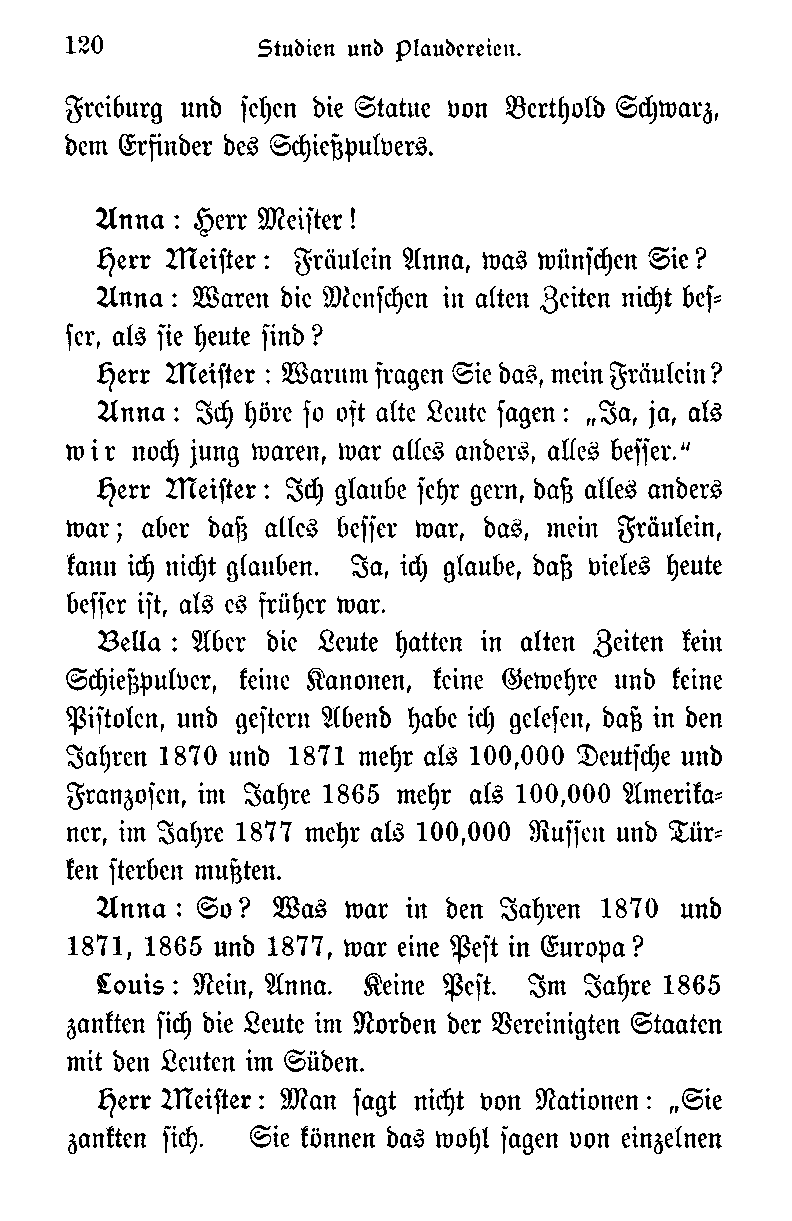 120 Studien und Plaudereien.
Freiburg und sehen die Statue von Berthold Schwarz,
dem Erfinder des Schießpulvers.
Anna: Herr Meister!
Herr Meister: Fräulein Anna, was wünschen Sie?
Anna: Waren die Menschen in alten Zeiten nicht bes-
ser, als sie heute sind?
Herr Meister: Warum fragen Sie das, mein Fräulein?
Anna: Ich höre so oft alte Leute sagen: „Ja, ja, als
wir noch jung waren, war alles anders, alles besser.“
Herr Meister: Ich glaube sehr gern, daß alles anders
war; aber daß alles besser war, das, mein Fräulein,
kann ich nicht glauben. Ja, ich glaube, daß vieles heute
besser ist, als es früher war.
Bella: Aber die Leute hatten in alten Zeiten kein
Schießpulver, keine Kanonen, keine Gewehre und keine
Pistolen, und gestern Abend habe ich gelesen, daß in den
Jahren 1870 und 1871 mehr als 100,000 Deutsche und
Franzosen, im Jahre 1865 mehr als 100,000 Amerika-
ner, im Jahre 1877 mehr als 100,000 Russen und Tür-
ken sterben mußten.
Anna: So? Was war in den Jahren 1870 und
1871, 1865 und 1877, war eine Pest in Europa?
Louis: Nein, Anna. Keine Pest. Im Jahre 1865
zankten sich die Leute im Norden der Vereinigten Staaten
mit den Leuten im Süden.
Herr Meister: Man sagt nicht von Nationen: „Sie
zankten sich. Sie können das wohl sagen von einzelnen